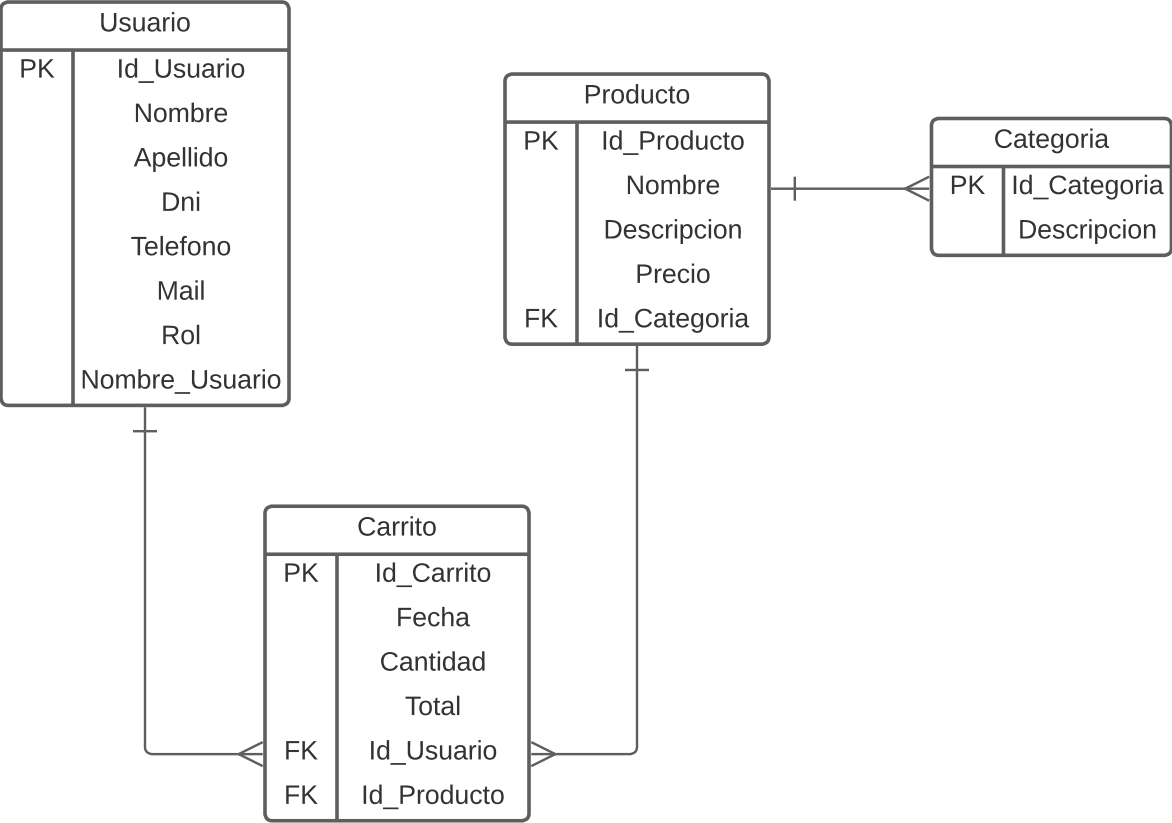 Usuario
PK Id_Usuario
Nombre
Apellido
Dni
Telefono
Mail
Rol
Nombre_Usuario
Producto
PK Id_Producto
Nombre
Descripcion
Precio
FK Id_Categoria
Categoria
PK Id_Categoria
Descripcion
Carrito
PK Id_Carrito
Fecha
Cantidad
Total
FK Id_Usuario
FK Id_Producto